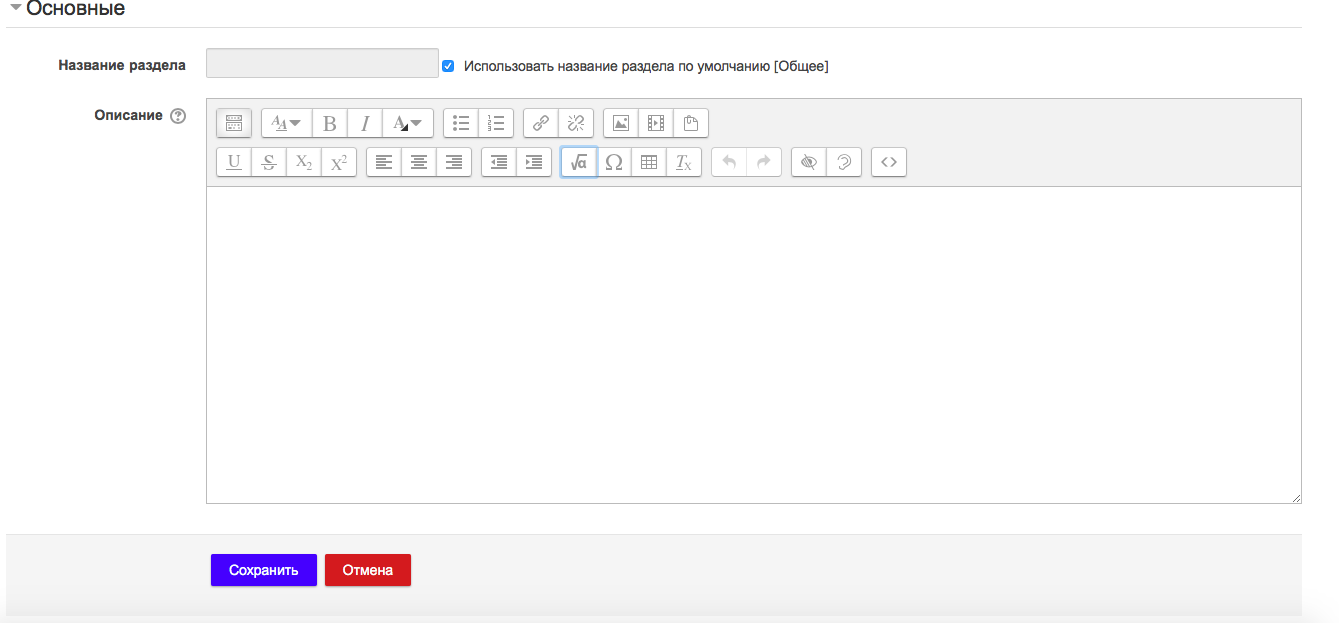 Основные
Название раздела
Использовать название раздела по умолчанию [Общее]
Описание
Сохранить
Отмена